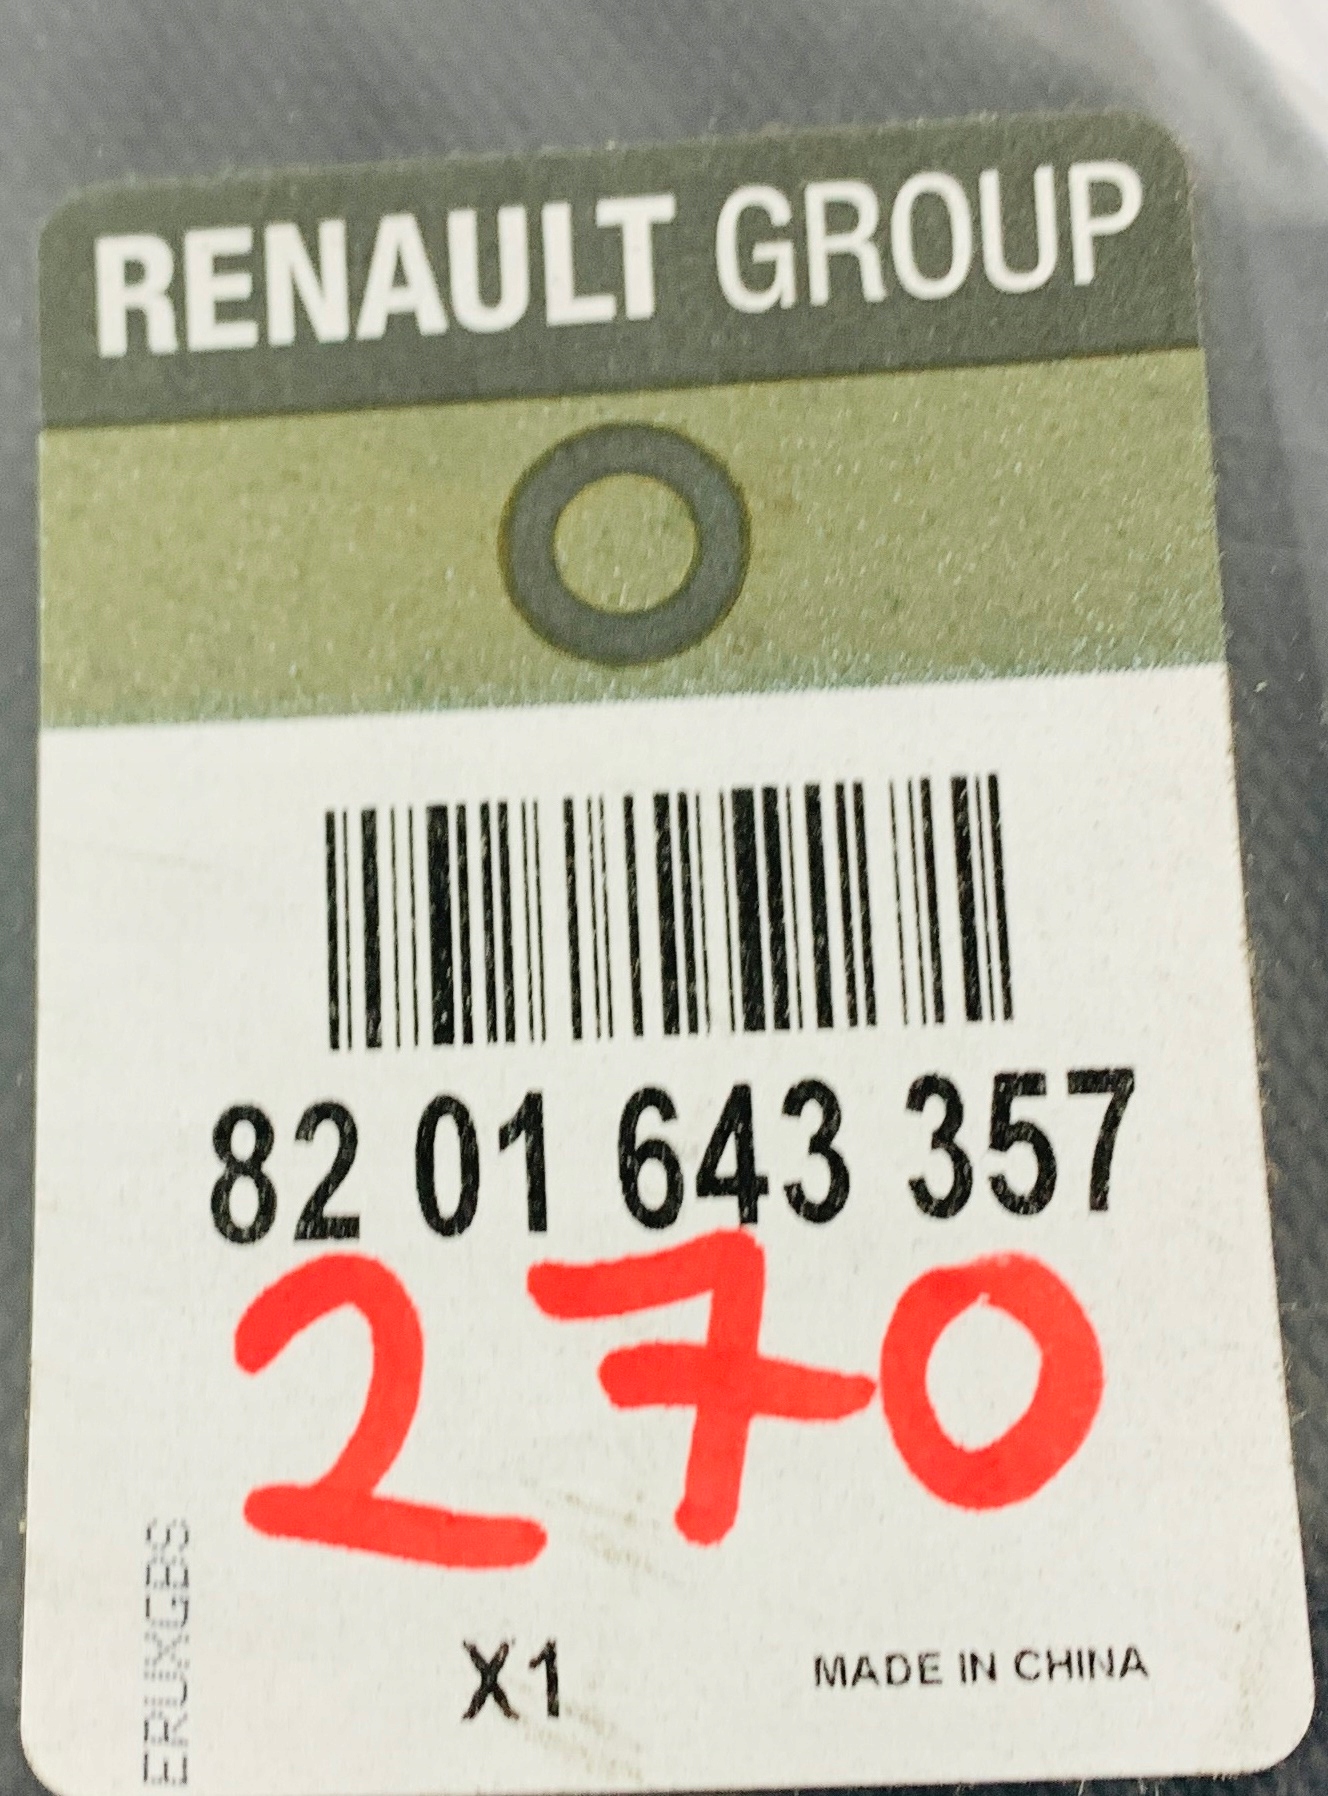 RENAULT GROUP
82 01 643 357
270
X1
MADE IN CHINA
ERUXGBS